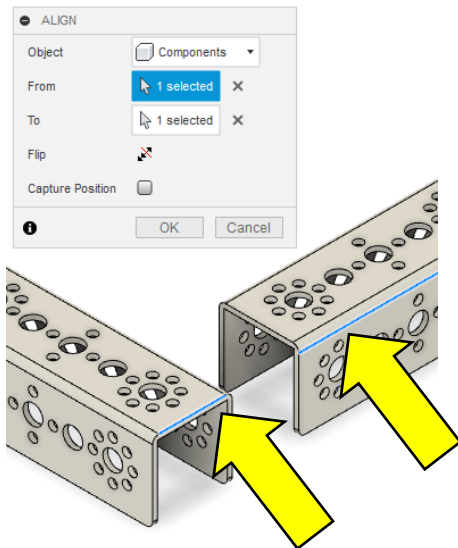 ALIGN
Object Components
From 1 selected
To 1 selected
Flip
Capture Position
OK Cancel